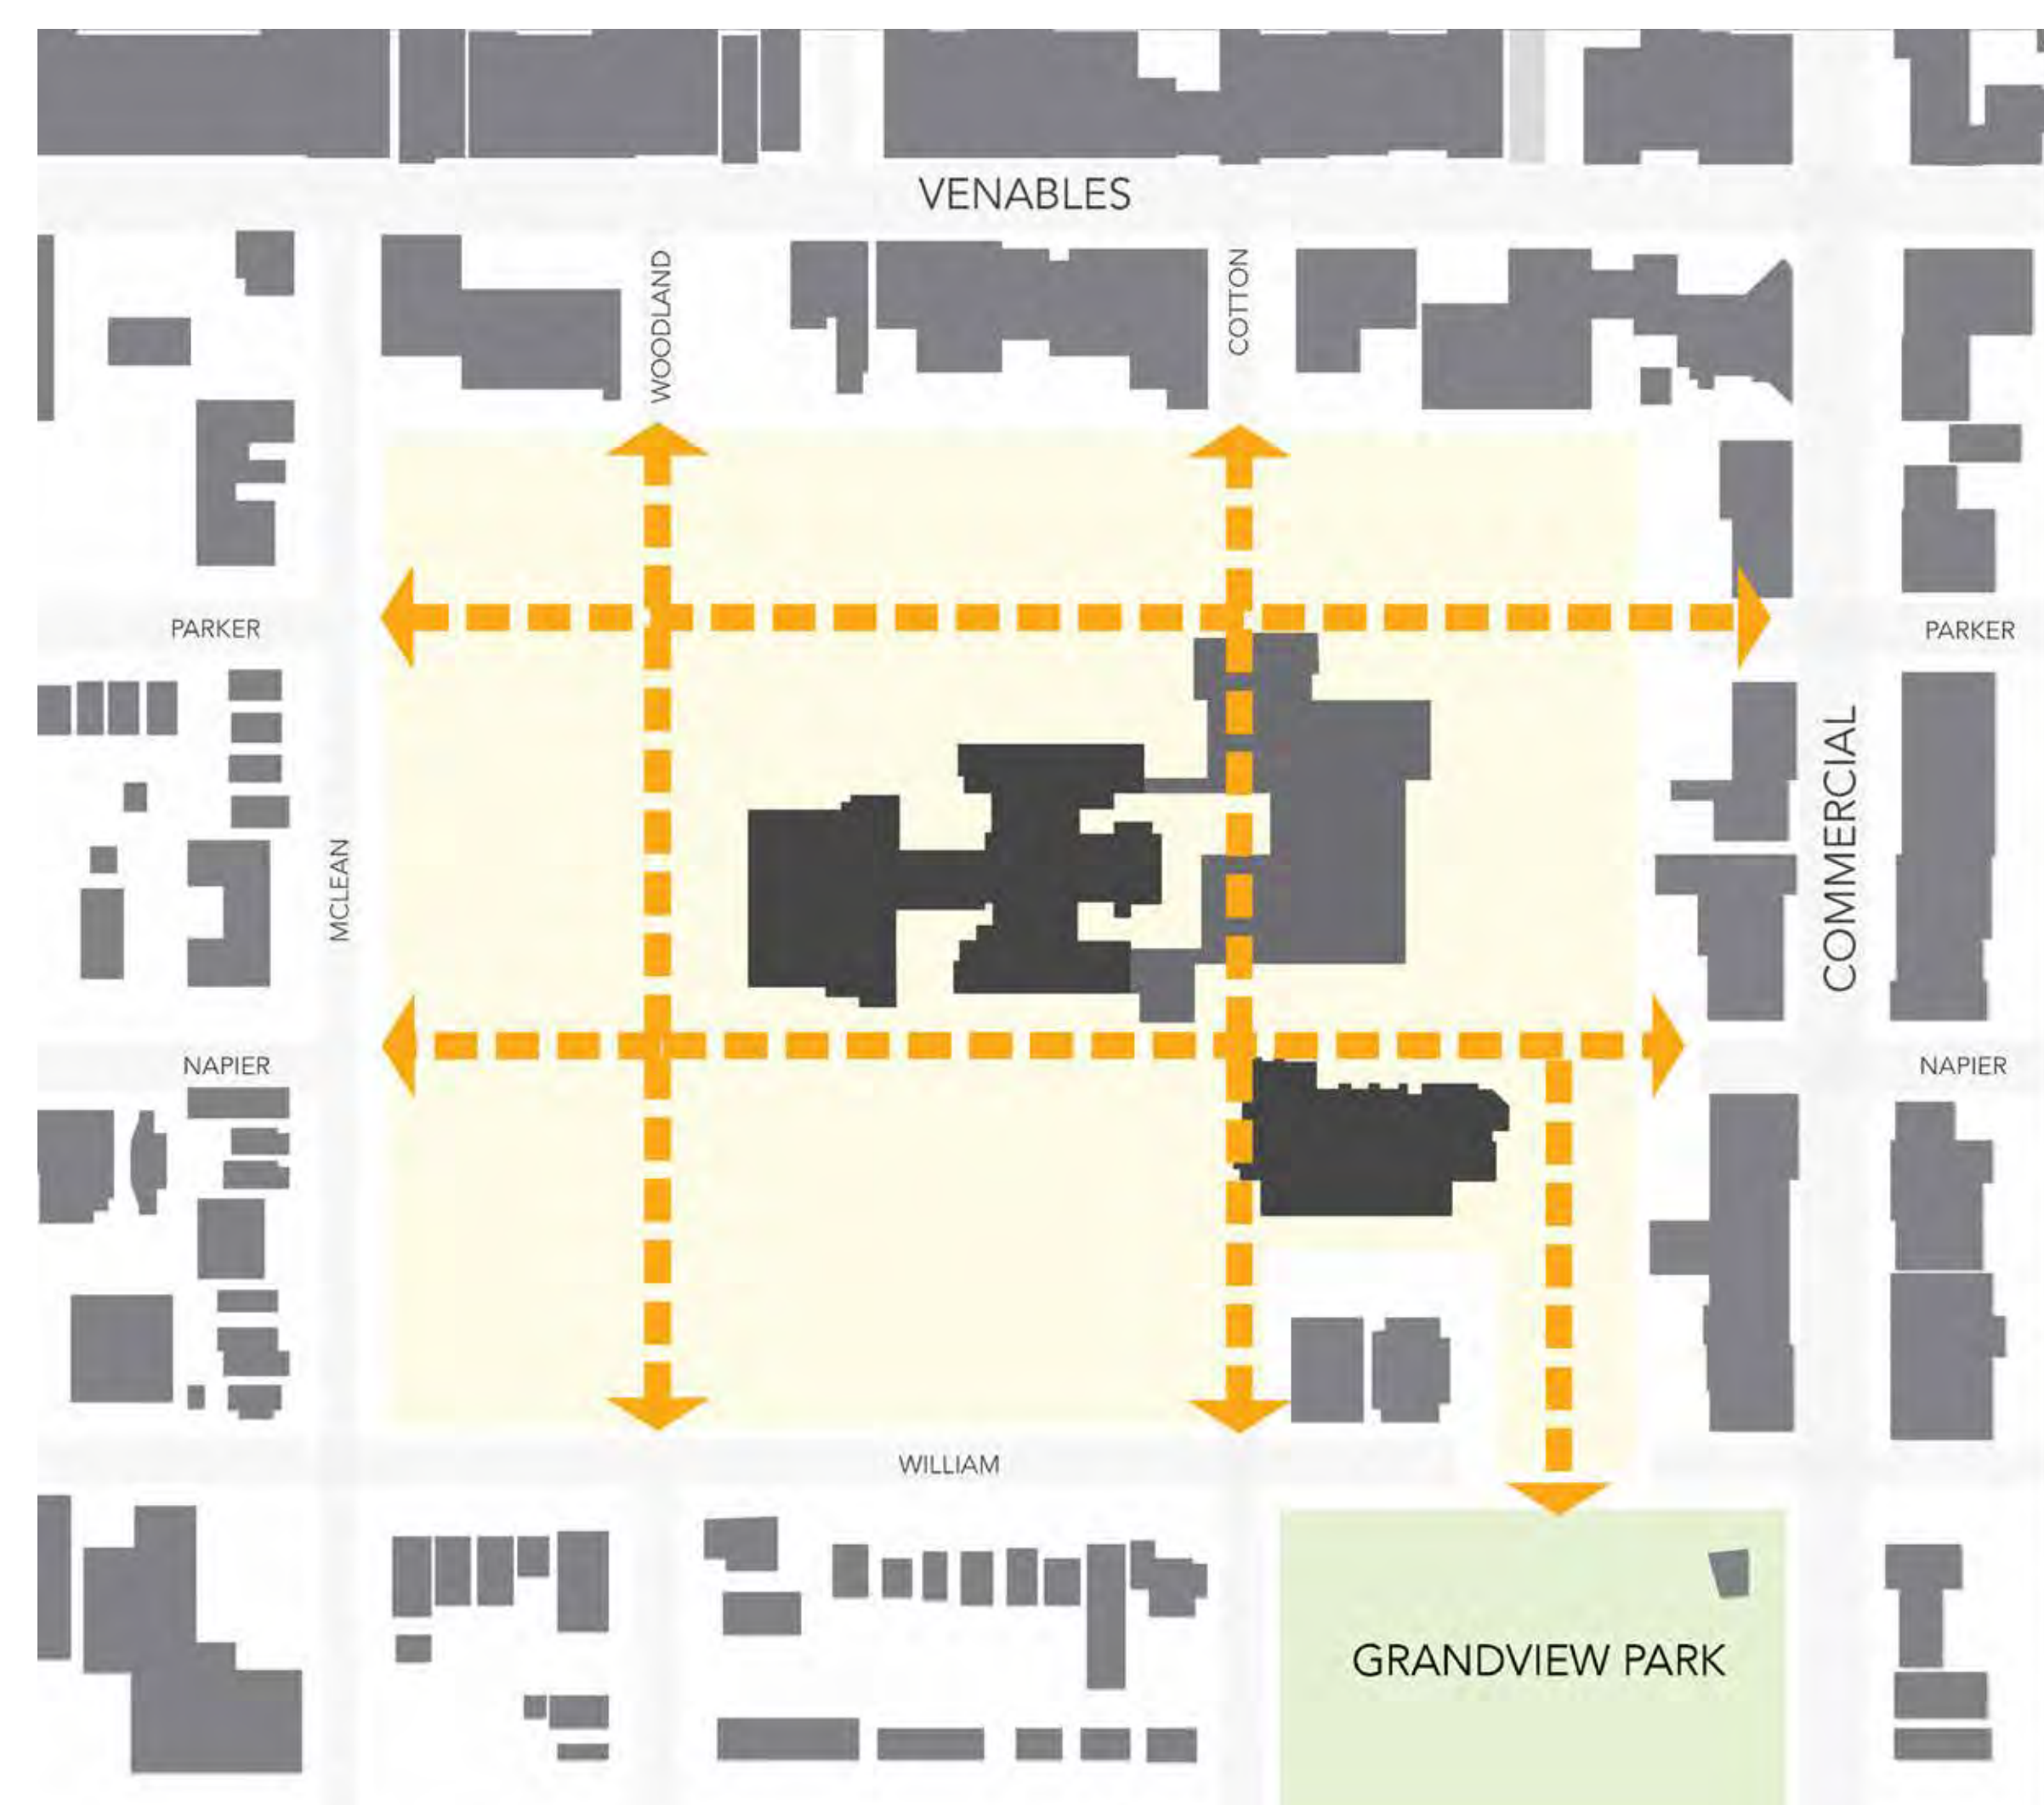 VENABLES
WOODLAND
COTTON
PARKER
PARKER
MCLEAN
COMMERCIAL
NAPIER
NAPIER
WILLIAM
GRANDVIEW PARK